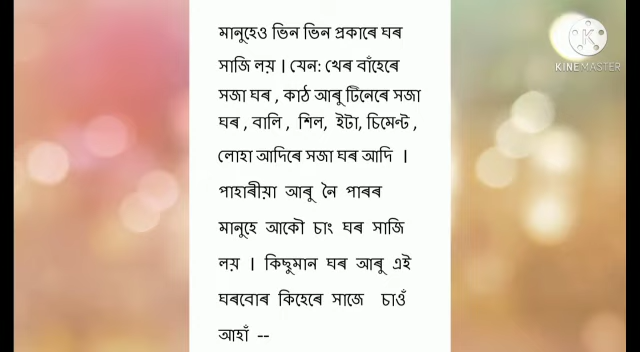 মানুহেও ভিন ভিন প্ৰকাৰে ঘৰ
সাজি লয় । যেন: খেৰ বাঁহেৰে
সজা ঘৰ , কাঠ আৰু টিনেৰে সজা
ঘৰ , বালি , শিল, ইটা, চিমেণ্ট ,
লোহা আদিৰে সজা ঘৰ আদি ।
পাহাৰীয়া আৰু নৈ পাৰৰ
মানুহে আকৌ চাং ঘৰ সাজি
লয় । কিছুমান ঘৰ আৰু এই
ঘৰবোৰ কিহেৰে সাজে চাওঁ
আহাঁ --
KINEMASTER